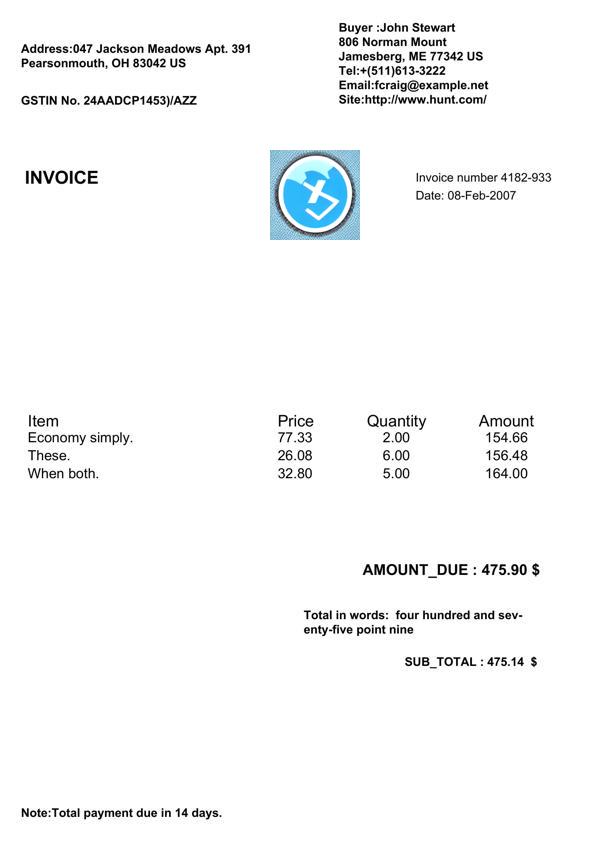 Address:047 Jackson Meadows Apt. 391
Pearsonmouth, OH 83042 US
GSTIN No. 24AADCP1453)/AZZ
Buyer :John Stewart
806 Norman Mount
Jamesberg, ME 77342 US
Tel:+(511)613-3222
Email:fcraig@example.net
Site:http://www.hunt.com/
INVOICE
Invoice number 4182-933
Date: 08-Feb-2007
Item Price Quantity Amount
Economy simply. 77.33 2.00 154.66
These. 26.08 6.00 156.48
When both. 32.80 5.00 164.00
AMOUNT_DUE : 475.90 $
Total in words:  four hundred and sev-
enty-five point nine
SUB_TOTAL : 475.14  $
Note:Total payment due in 14 days.